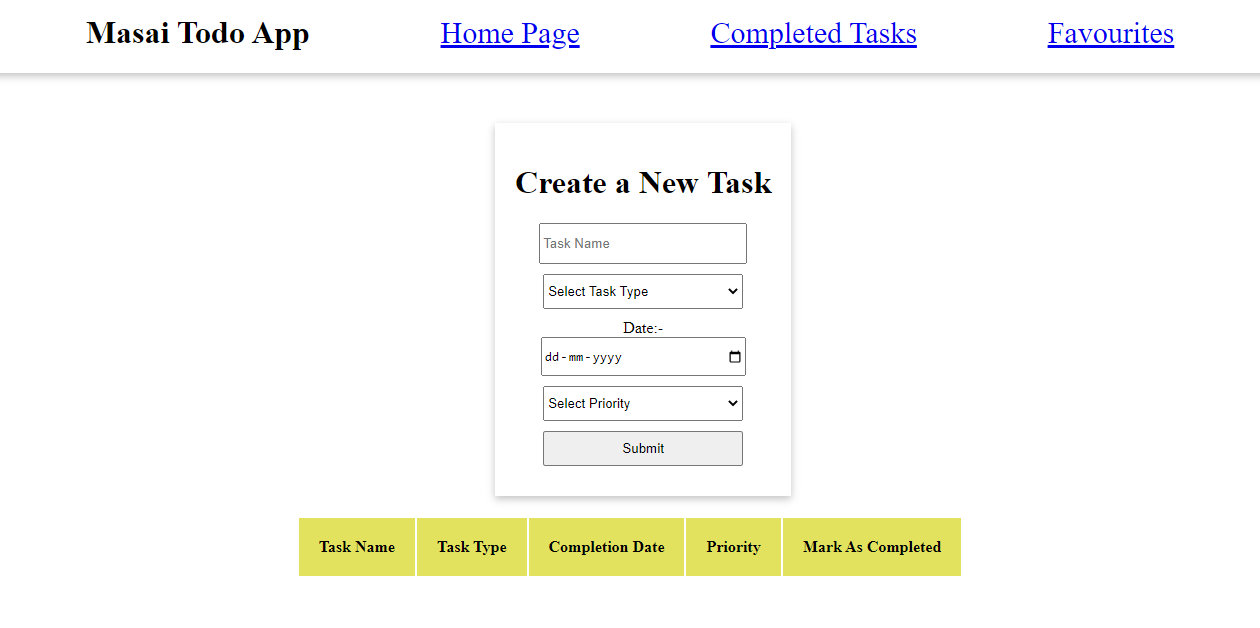 Masai Todo App Home Page Completed Tasks Favourites
Create a New Task
Task Name
Select Task Type
Date:-
dd-mm-yyyy
Select Priority
Submit
Task Name Task Type Completion Date Priority Mark As Completed